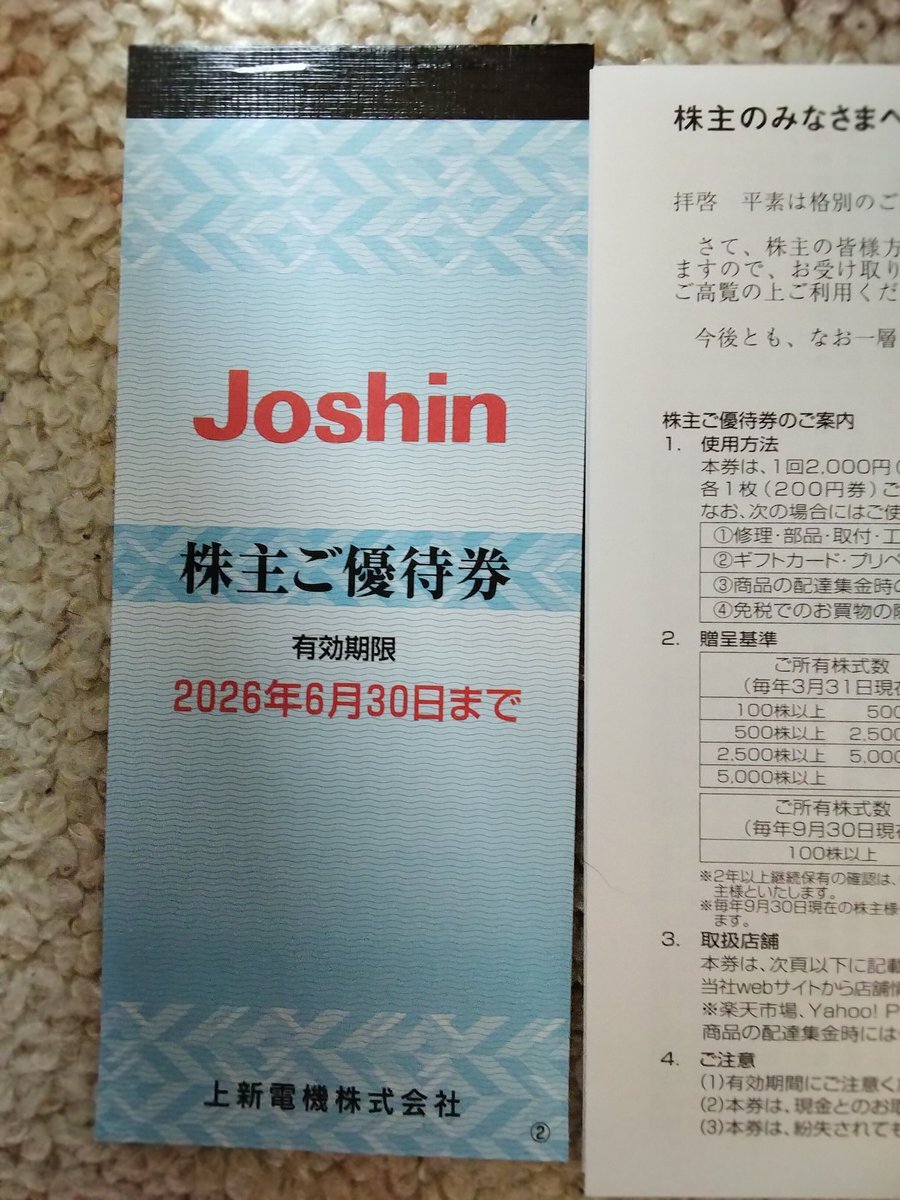 Joshin
株主ご優待券
有効期限
2026年6月30日まで
上新電機株式会社
②
株主のみなさまへ
拝啓　平素は格別のご
さて、株主の皆様方
ますので、お受け取り
ご高覧の上ご利用くだ
今後とも、なお一層
株主ご優待券のご案内
1. 使用方法
本券は、1回2,000円(
各1枚(200円券)ご
なお、次の場合にはご使
①修理・部品・取付・工
②ギフトカード・プリペ
③商品の配達集金時の
④免税でのお買物の際
2. 贈呈基準
ご所有株式数
(毎年3月31日現在
100株以上　500
500株以上　2,500
2,500株以上　5,000
5,000株以上
ご所有株式数
(毎年9月30日現在
100株以上
※2年以上継続保有の確認は、
主様といたします。
※毎年9月30日現在の株主様
ます。
3. 取扱店舗
本券は、次頁以下に記載
当社webサイトから店舗情
※楽天市場、Yahoo! P
商品の配達集金時には
4. ご注意
(1)有効期間にご注意く
(2)本券は、現金とのお取
(3)本券は、紛失されても